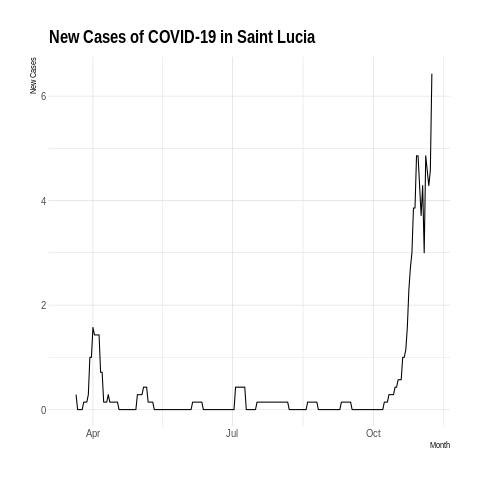 New Cases of COVID-19 in Saint Lucia
New Cases
6
4
2
0
Apr
Jul
Oct
Month